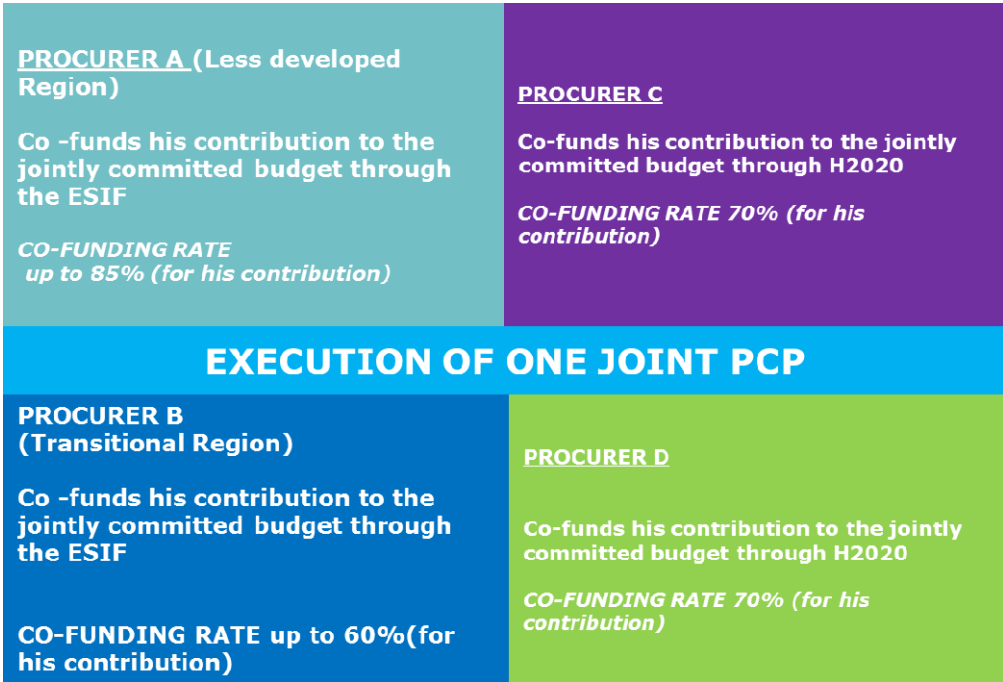 PROCURER A (Less developed
Region)
Co –funds his contribution to the
jointly committed budget through
the ESIF
CO-FUNDING RATE
up to 85% (for his contribution)
PROCURER C
Co-funds his contribution to the jointly
committed budget through H2020
CO-FUNDING RATE 70% (for his
contribution)
EXECUTION OF ONE JOINT PCP
PROCURER B
(Transitional Region)
Co –funds his contribution to the
jointly committed budget through
the ESIF
CO-FUNDING RATE up to 60%(for
his contribution)
PROCURER D
Co-funds his contribution to the jointly
committed budget through H2020
CO-FUNDING RATE 70% (for his
contribution)